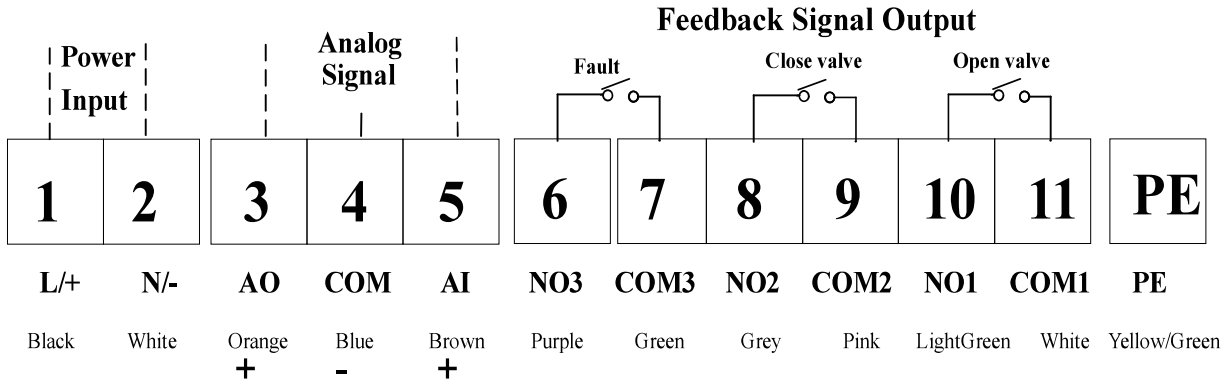 Feedback Signal Output
Power Input
Analog Signal
Fault
Close valve
Open valve
1 2 3 4 5 6 7 8 9 10 11 PE
L/+ N/- AO COM AI NO3 COM3 NO2 COM2 NO1 COM1 PE
Black White Orange Blue Brown Purple Green Grey Pink LightGreen White Yellow/Green
+ - +